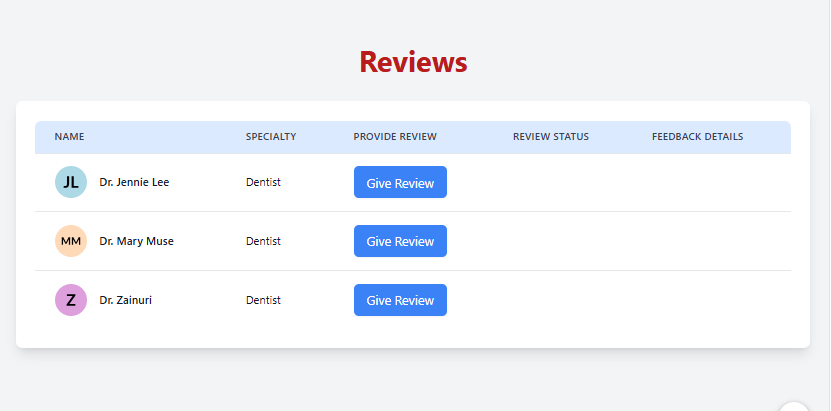 Reviews
NAME SPECIALTY PROVIDE REVIEW REVIEW STATUS FEEDBACK DETAILS
JL Dr. Jennie Lee Dentist Give Review
MM Dr. Mary Muse Dentist Give Review
Z Dr. Zainuri Dentist Give Review